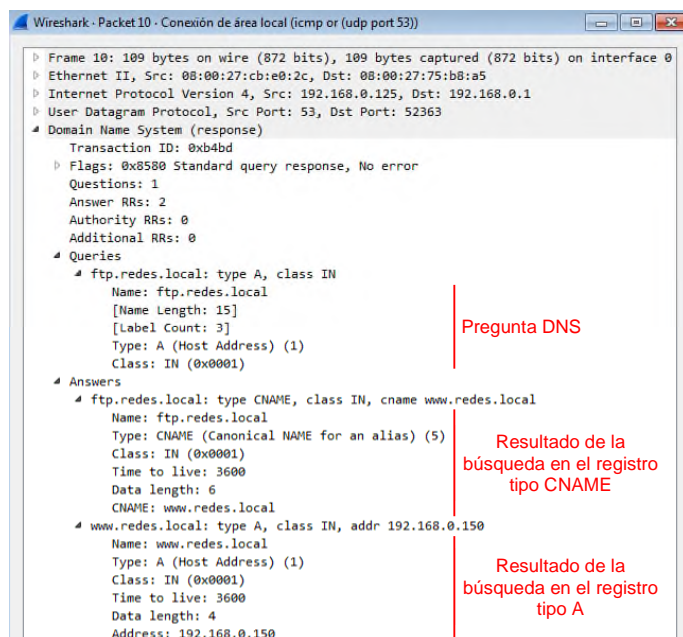 Wireshark · Packet 10 · Conexión de área local (icmp or (udp port 53))
Frame 10: 109 bytes on wire (872 bits), 109 bytes captured (872 bits) on interface 0
Ethernet II, Src: 08:00:27:cb:e0:2c, Dst: 08:00:27:75:b8:a5
Internet Protocol Version 4, Src: 192.168.0.125, Dst: 192.168.0.1
User Datagram Protocol, Src Port: 53, Dst Port: 52363
Domain Name System (response)
Transaction ID: 0xb4bd
Flags: 0x8580 Standard query response, No error
Questions: 1
Answer RRs: 2
Authority RRs: 0
Additional RRs: 0
Queries
ftp.redes.local: type A, class IN
Name: ftp.redes.local
[Name Length: 15]
[Label Count: 3]
Type: A (Host Address) (1)
Class: IN (0x0001)
Pregunta DNS
Answers
ftp.redes.local: type CNAME, class IN, cname www.redes.local
Name: ftp.redes.local
Type: CNAME (Canonical NAME for an alias) (5)
Class: IN (0x0001)
Time to live: 3600
Data length: 6
CNAME: www.redes.local
Resultado de la
búsqueda en el registro
tipo CNAME
www.redes.local: type A, class IN, addr 192.168.0.150
Name: www.redes.local
Type: A (Host Address) (1)
Class: IN (0x0001)
Time to live: 3600
Data length: 4
Address: 192.168.0.150
Resultado de la
búsqueda en el registro
tipo A